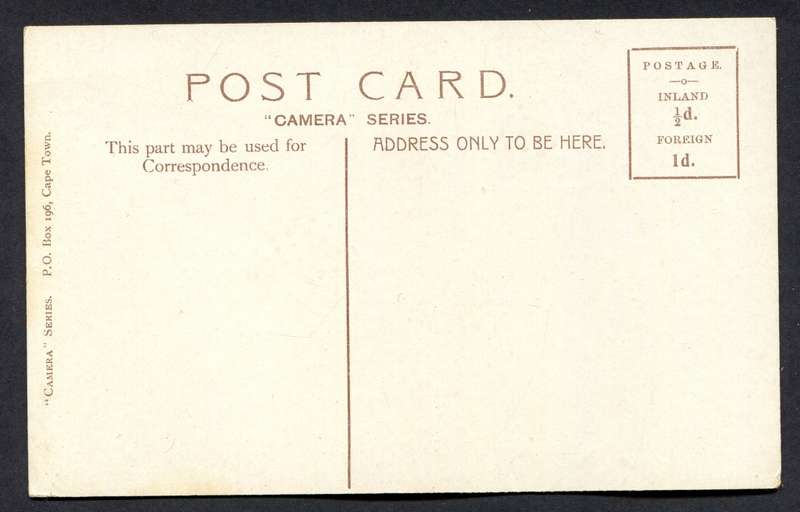 POST CARD.
"CAMERA" SERIES.
This part may be used for
Correspondence.
ADDRESS ONLY TO BE HERE.
POSTAGE.
INLAND
½d.
FOREIGN
1d.
"CAMERA" SERIES. P.O. Box 196, Cape Town.